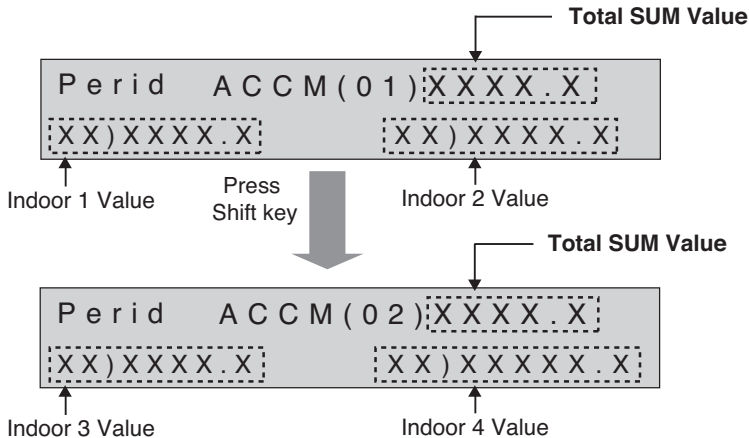 Total SUM Value
Perid ACCM(01)XXXX.X
XX)XXXX.X XX)XXXX.X
Indoor 1 Value
Press
Shift key
Indoor 2 Value
Total SUM Value
Perid ACCM(02)XXXX.X
XX)XXXX.X XX)XXXXX.X
Indoor 3 Value
Indoor 4 Value